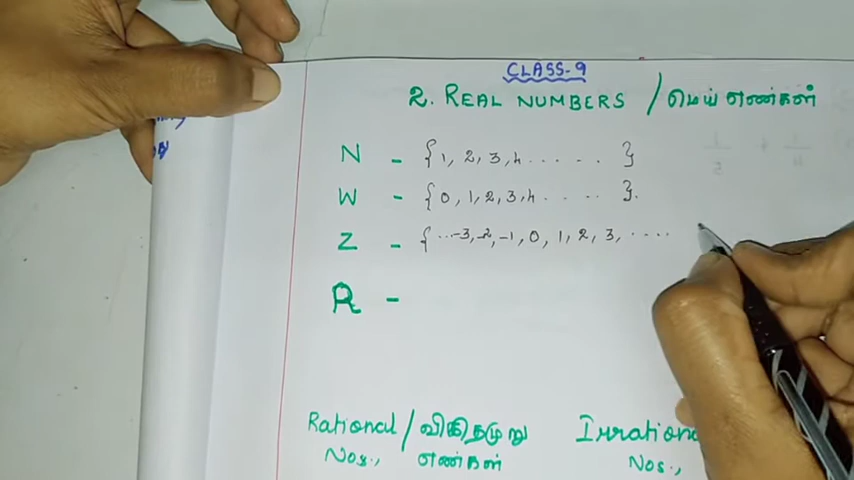 CLASS-9
2. REAL NUMBERS / மெய் எண்கள்
N - {1, 2, 3, 4 ...... }
W - {0, 1, 2, 3, 4 ..... }.
Z - { ...-3, -2, -1, 0, 1, 2, 3, ....
R -
Rational / விகிதமுறு Irrational
Nos., எண்கள் Nos.,